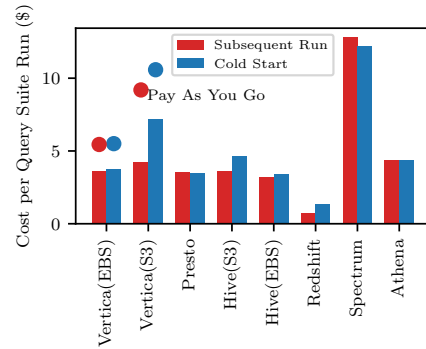 Cost per Query Suite Run ($)
10
5
0
Subsequent Run
Cold Start
Pay As You Go
Vertica(EBS)
Vertica(S3)
Presto
Hive(S3)
Hive(EBS)
Redshift
Spectrum
Athena